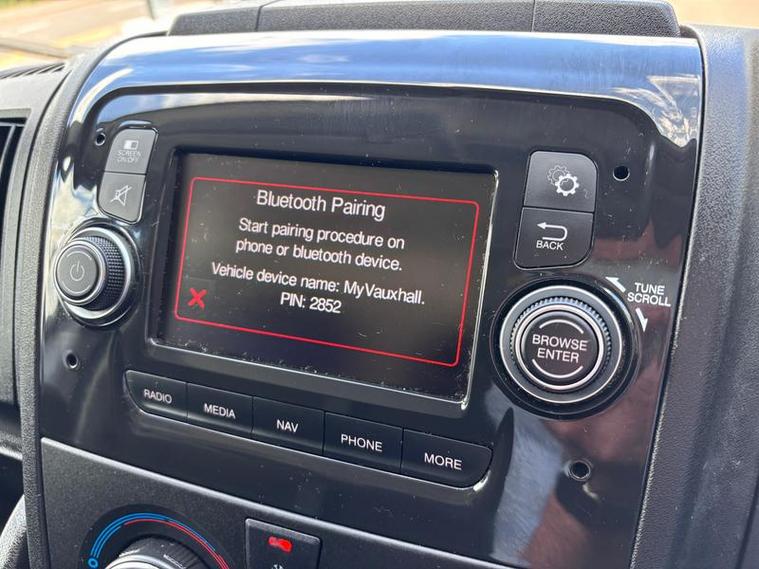 SCREEN
ON/OFF
Bluetooth Pairing
Start pairing procedure on
phone or bluetooth device.
Vehicle device name: MyVauxhall.
PIN: 2852
BACK
TUNE
SCROLL
BROWSE
ENTER
RADIO
MEDIA
NAV
PHONE
MORE